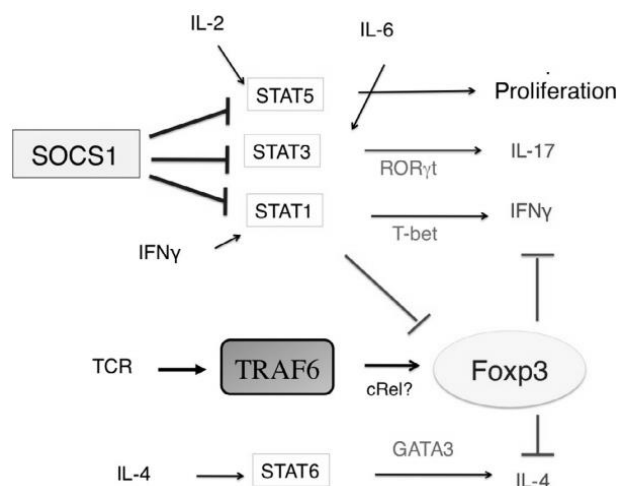 IL-2
IL-6
STAT5
Proliferation
SOCS1
STAT3
RORγt
IL-17
STAT1
T-bet
IFNγ
IFNγ
TCR
TRAF6
cRel?
Foxp3
IL-4
STAT6
GATA3
IL-4